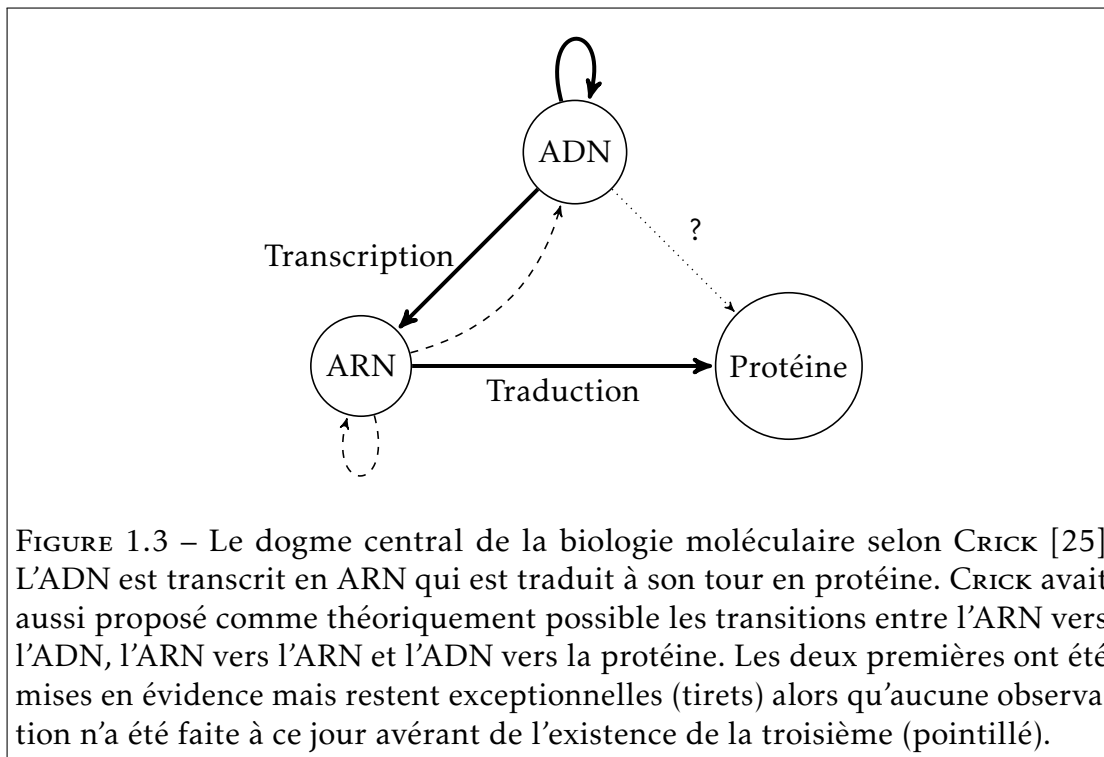 ADN
?
Transcription
ARN
Protéine
Traduction
FIGURE 1.3 – Le dogme central de la biologie moléculaire selon CRICK [25]
L'ADN est transcrit en ARN qui est traduit à son tour en protéine. CRICK avait
aussi proposé comme théoriquement possible les transitions entre l'ARN vers
l'ADN, l'ARN vers l'ARN et l'ADN vers la protéine. Les deux premières ont été
mises en évidence mais restent exceptionnelles (tirets) alors qu'aucune observa
tion n'a été faite à ce jour avérant de l'existence de la troisième (pointillé).